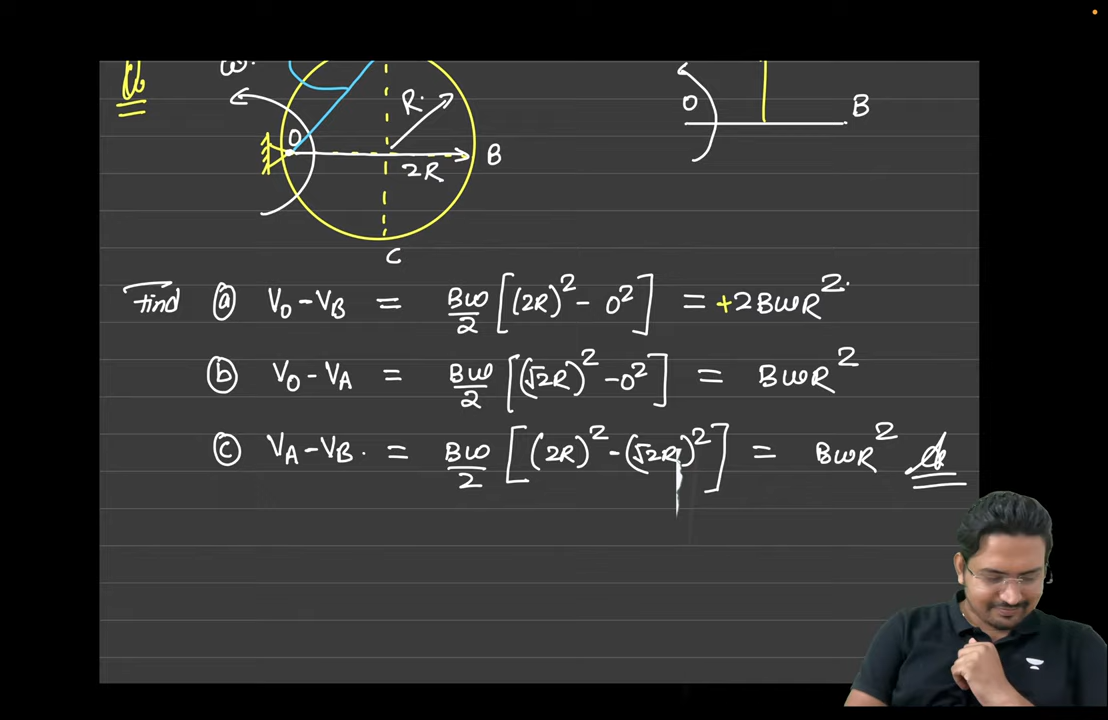 ω.
R.
O
2R
B
C
O
B
Find (a) V₀-V_B = Bω/2 [(2R)² - 0²] = +2BωR²
(b) V₀-V_A = Bω/2 [(√2R)² - 0²] = BωR²
(c) V_A-V_B. = Bω/2 [(2R)² - (√2R)²] = BωR²